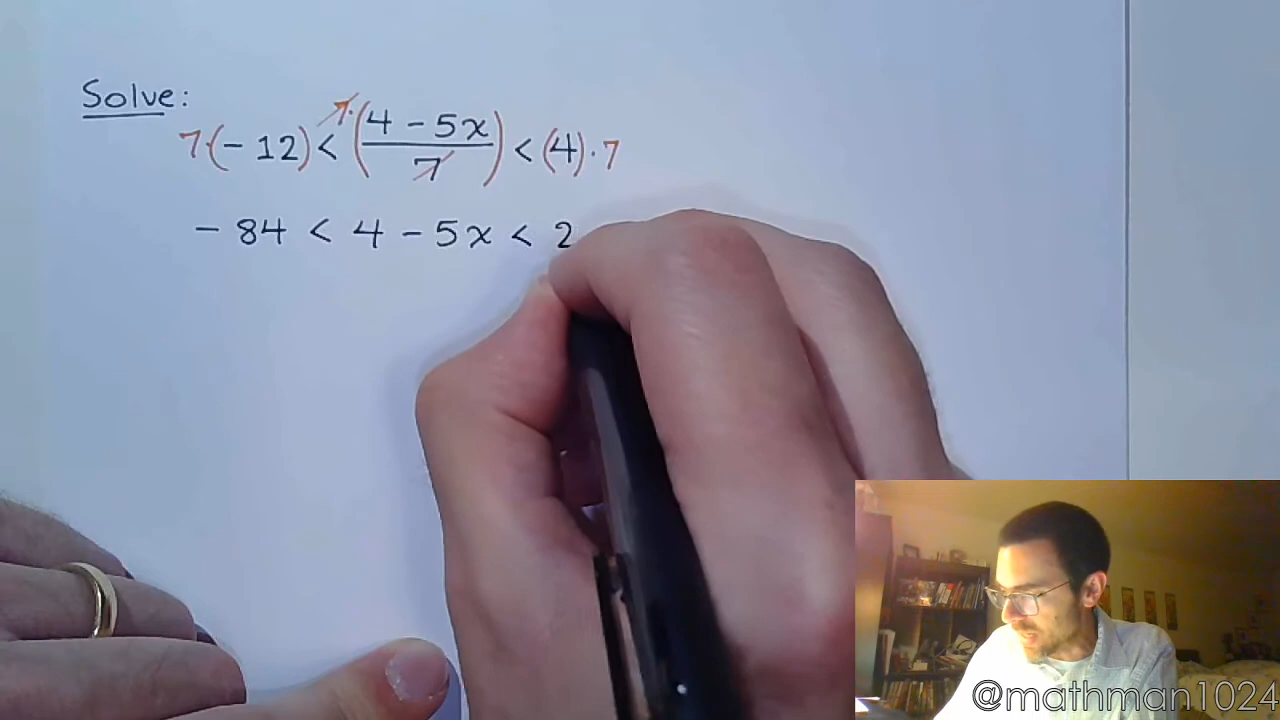 Solve:
7·(-12) < 7·(4 - 5x / 7) < (4)·7
- 84 < 4 - 5x < 2
@mathman1024